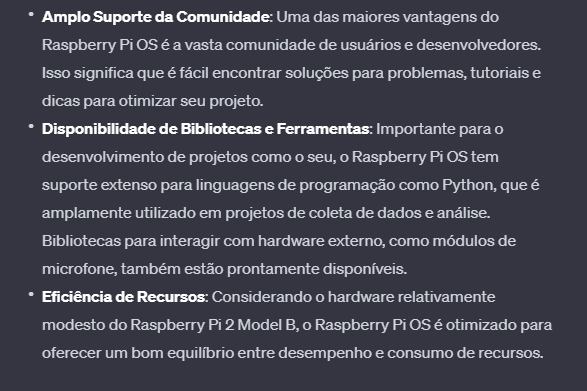 • Amplo Suporte da Comunidade: Uma das maiores vantagens do
Raspberry Pi OS é a vasta comunidade de usuários e desenvolvedores.
Isso significa que é fácil encontrar soluções para problemas, tutoriais e
dicas para otimizar seu projeto.
• Disponibilidade de Bibliotecas e Ferramentas: Importante para o
desenvolvimento de projetos como o seu, o Raspberry Pi OS tem
suporte extenso para linguagens de programação como Python, que é
amplamente utilizado em projetos de coleta de dados e análise.
Bibliotecas para interagir com hardware externo, como módulos de
microfone, também estão prontamente disponíveis.
• Eficiência de Recursos: Considerando o hardware relativamente
modesto do Raspberry Pi 2 Model B, o Raspberry Pi OS é otimizado para
oferecer um bom equilíbrio entre desempenho e consumo de recursos.